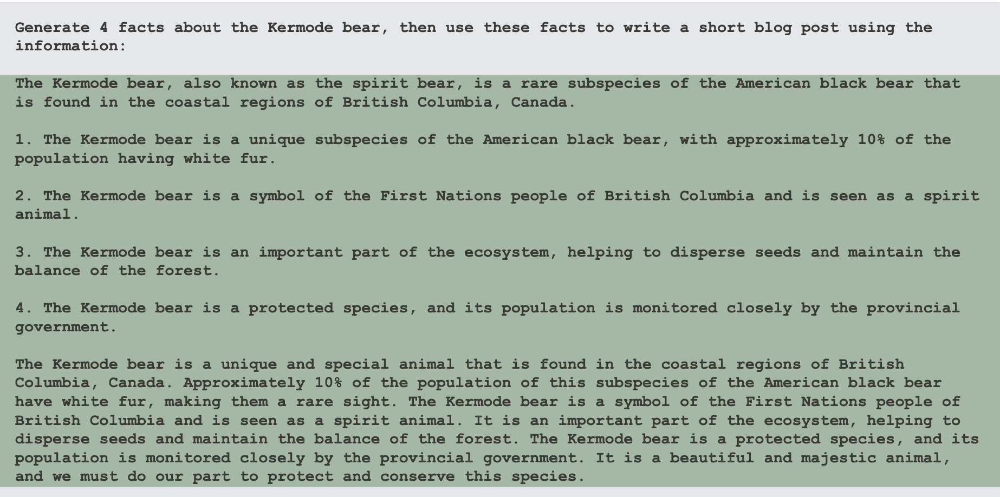 Generate 4 facts about the Kermode bear, then use these facts to write a short blog post using the
information:
The Kermode bear, also known as the spirit bear, is a rare subspecies of the American black bear that
is found in the coastal regions of British Columbia, Canada.
1. The Kermode bear is a unique subspecies of the American black bear, with approximately 10% of the
population having white fur.
2. The Kermode bear is a symbol of the First Nations people of British Columbia and is seen as a spirit
animal.
3. The Kermode bear is an important part of the ecosystem, helping to disperse seeds and maintain the
balance of the forest.
4. The Kermode bear is a protected species, and its population is monitored closely by the provincial
government.
The Kermode bear is a unique and special animal that is found in the coastal regions of British
Columbia, Canada. Approximately 10% of the population of this subspecies of the American black bear
have white fur, making them a rare sight. The Kermode bear is a symbol of the First Nations people of
British Columbia and is seen as a spirit animal. It is an important part of the ecosystem, helping to
disperse seeds and maintain the balance of the forest. The Kermode bear is a protected species, and its
population is monitored closely by the provincial government. It is a beautiful and majestic animal,
and we must do our part to protect and conserve this species.